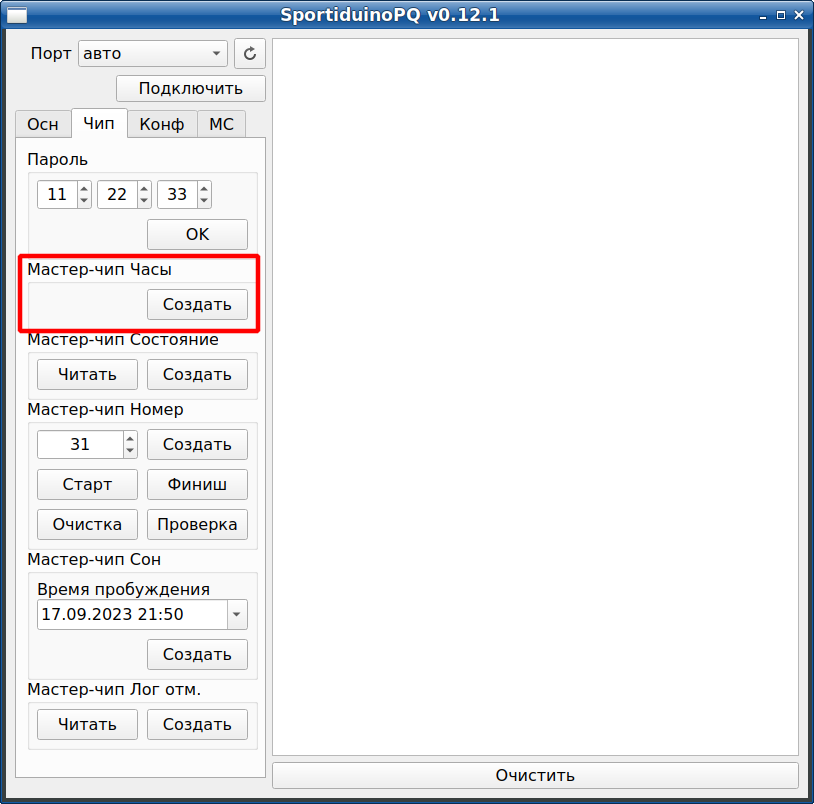 SportiduinoPQ v0.12.1
Порт авто
Подключить
Осн Чип Конф МС
Пароль
11 22 33
OK
Мастер-чип Часы
Создать
Мастер-чип Состояние
Читать Создать
Мастер-чип Номер
31 Создать
Старт Финиш
Очистка Проверка
Мастер-чип Сон
Время пробуждения
17.09.2023 21:50
Создать
Мастер-чип Лог отм.
Читать Создать
Очистить